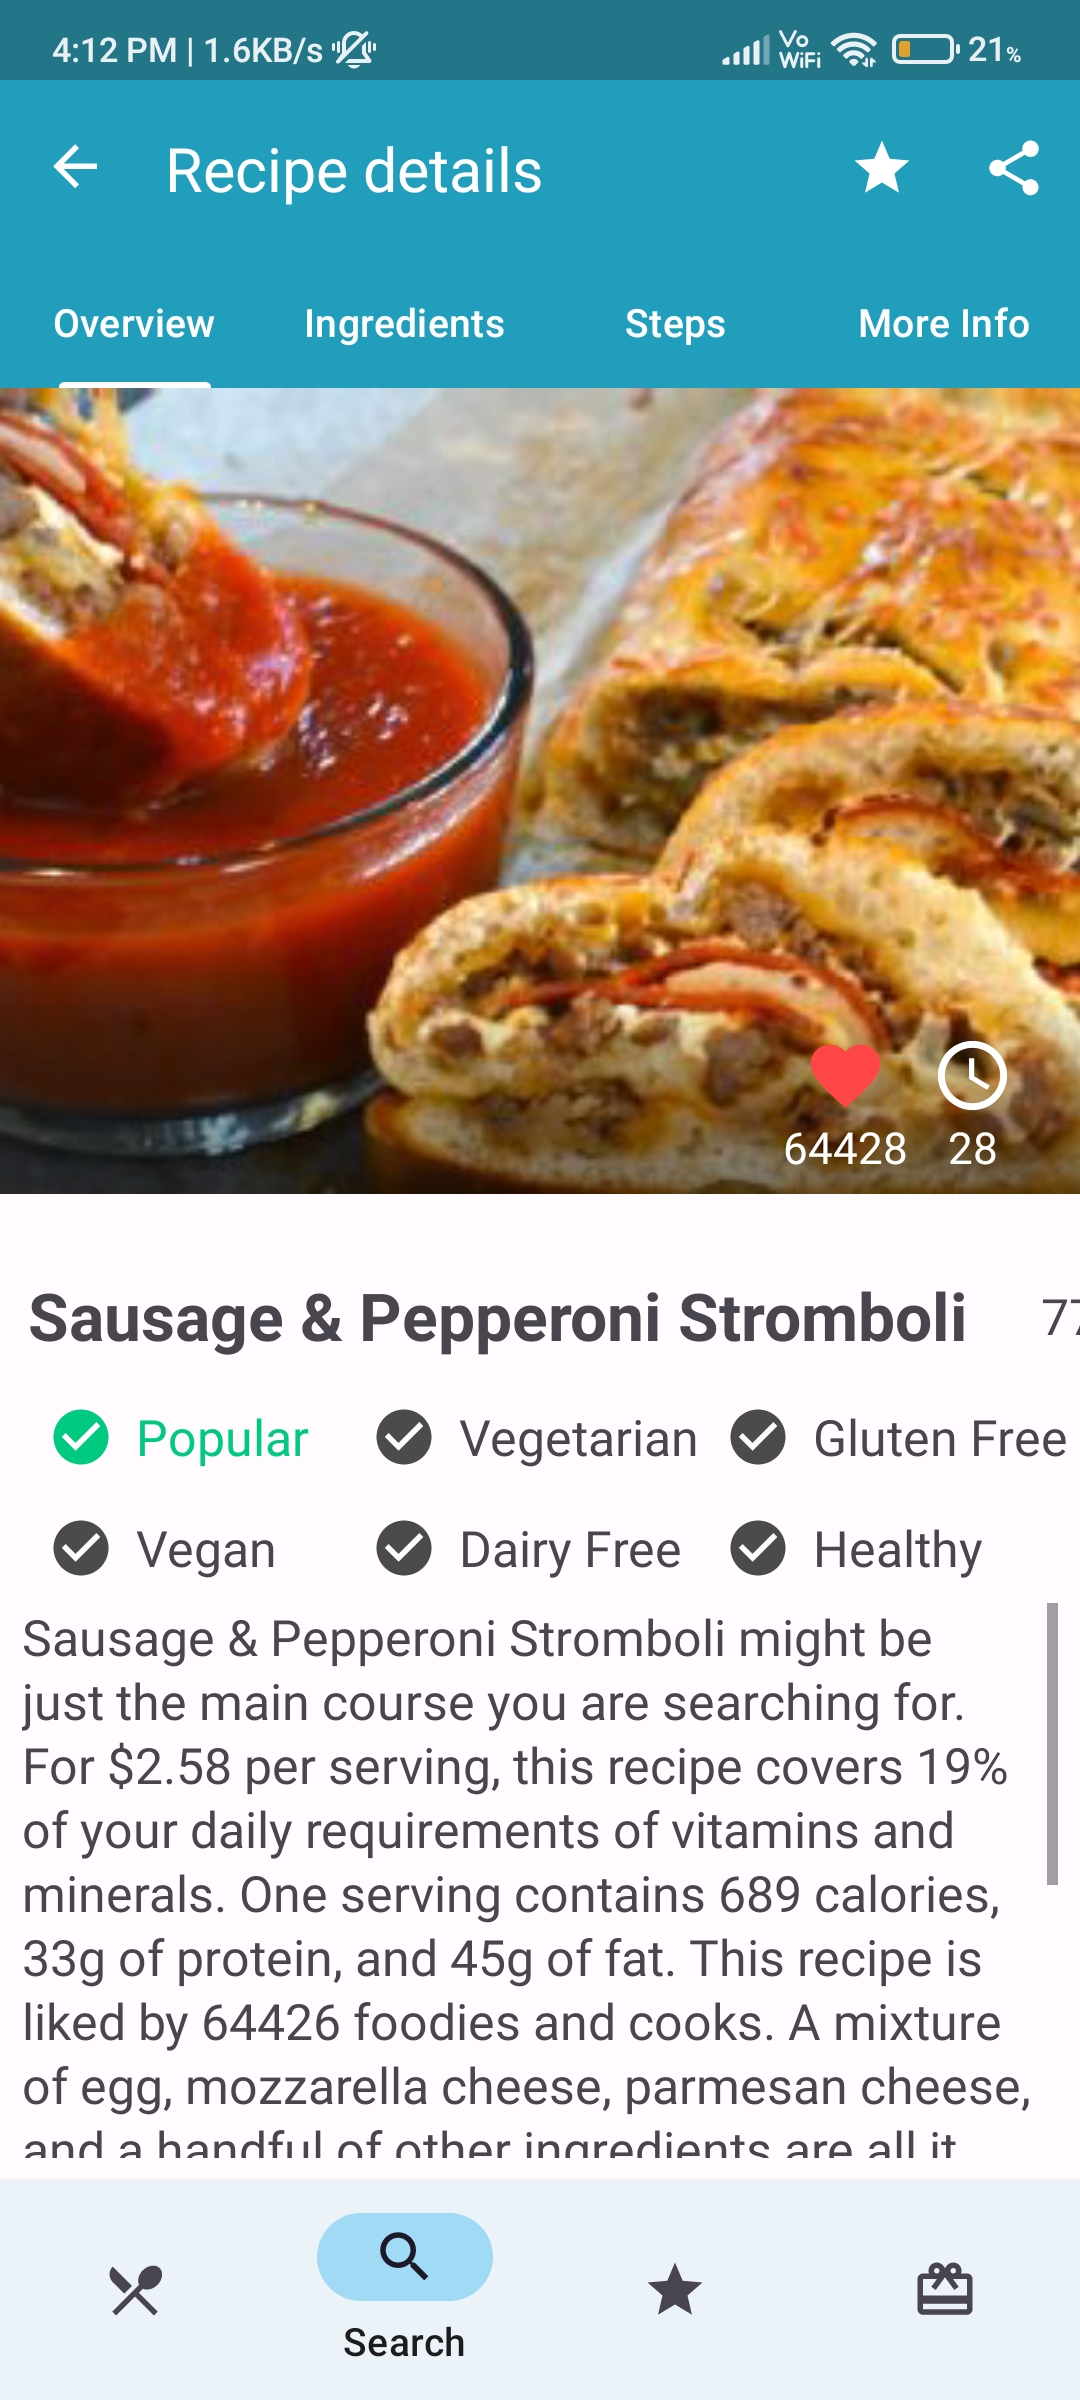 4:12 PM | 1.6KB/s Vo WiFi 21%
Recipe details
Overview Ingredients Steps More Info
64428 28
Sausage & Pepperoni Stromboli 77
Popular Vegetarian Gluten Free
Vegan Dairy Free Healthy
Sausage & Pepperoni Stromboli might be
just the main course you are searching for.
For $2.58 per serving, this recipe covers 19%
of your daily requirements of vitamins and
minerals. One serving contains 689 calories,
33g of protein, and 45g of fat. This recipe is
liked by 64426 foodies and cooks. A mixture
of egg, mozzarella cheese, parmesan cheese,
and a handful of other ingredients are all it
Search